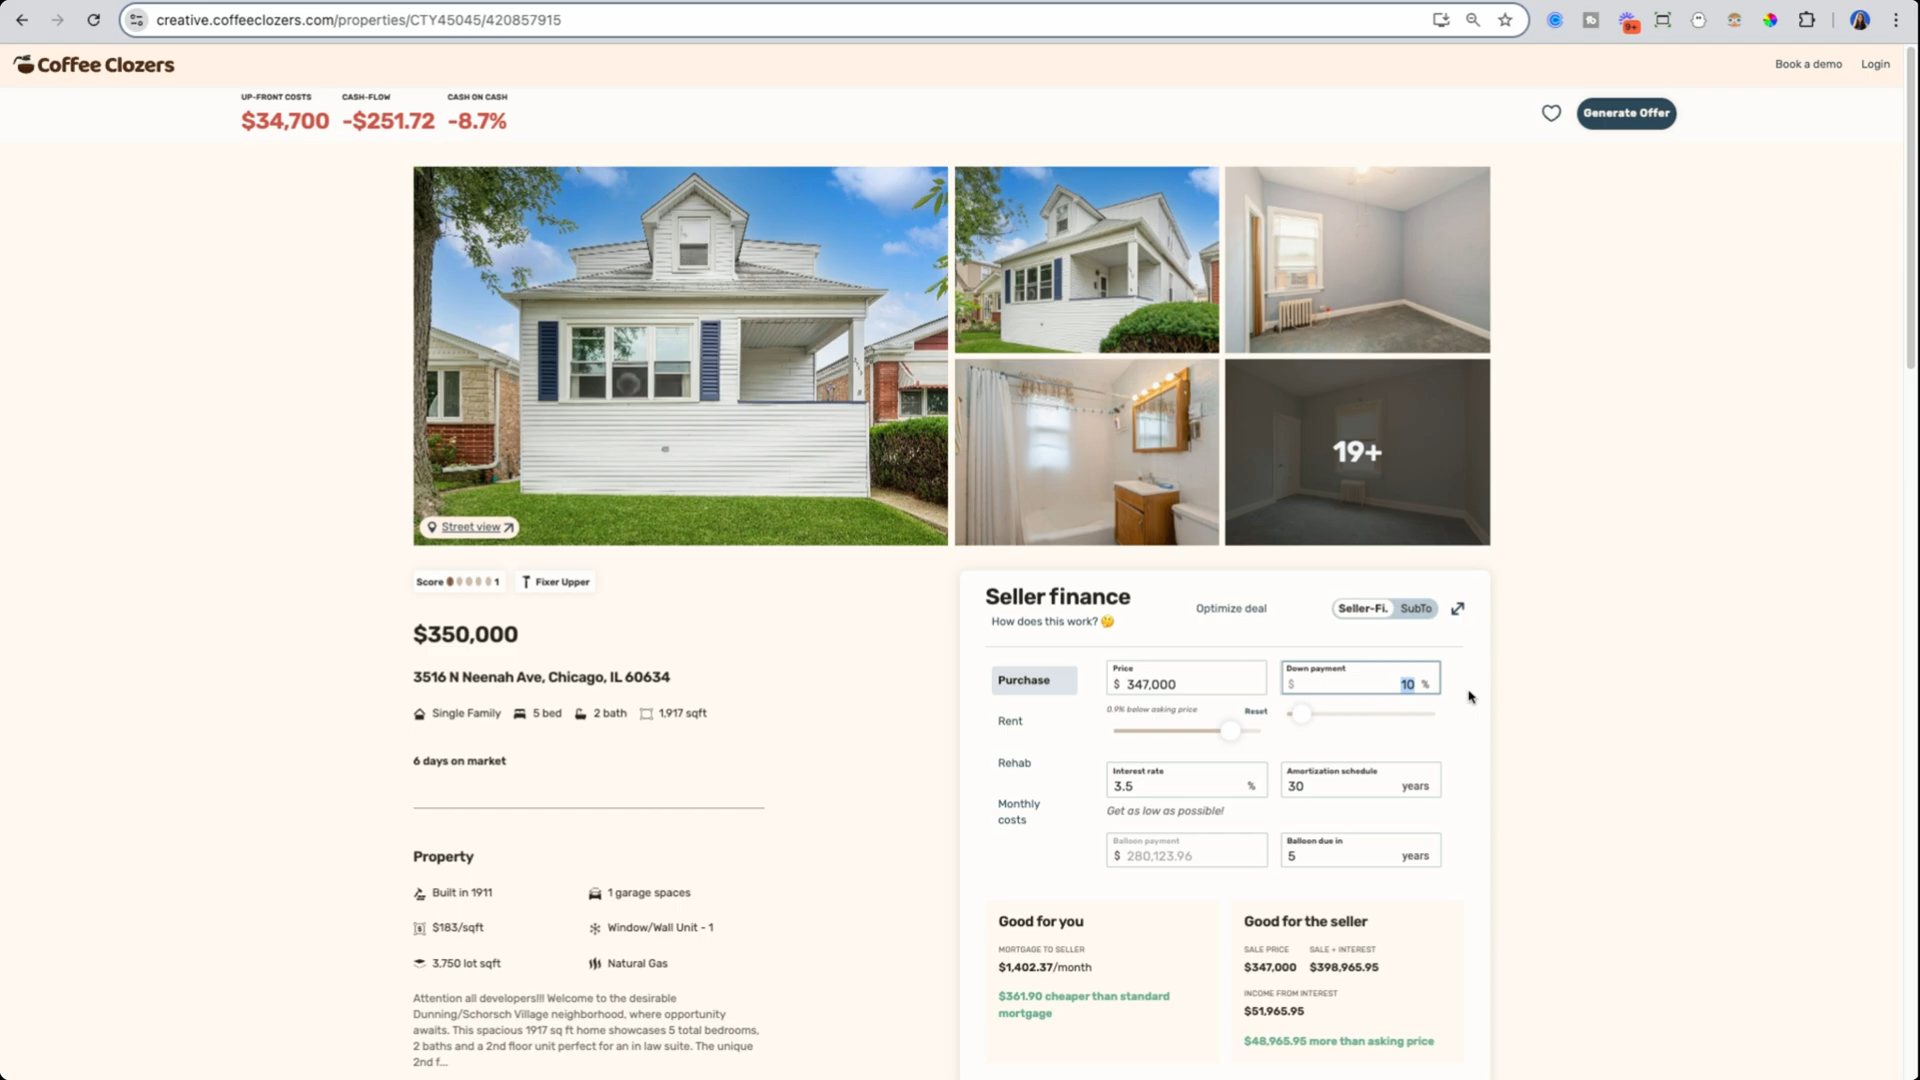 creative.coffeeclozers.com/properties/CTY45045/420857915
9+
Coffee Clozers
Book a demo
Login
UP-FRONT COSTS
CASH-FLOW
CASH ON CASH
$34,700
-$251.72
-8.7%
Generate Offer
Street view
19+
Score 1
Fixer Upper
$350,000
3516 N Neenah Ave, Chicago, IL 60634
Single Family
5 bed
2 bath
1,917 sqft
6 days on market
Property
Built in 1911
1 garage spaces
$183/sqft
Window/Wall Unit - 1
3,750 lot sqft
Natural Gas
Attention all developers!!! Welcome to the desirable
Dunning/Schorsch Village neighborhood, where opportunity
awaits. This spacious 1917 sq ft home showcases 5 total bedrooms,
2 baths and a 2nd floor unit perfect for an in law suite. The unique
2nd f...
Seller finance
How does this work? 🤔
Optimize deal
Seller-Fi.
SubTo
Purchase
Rent
Rehab
Monthly
costs
Price
$ 347,000
0.9% below asking price
Reset
Down payment
$ 10 %
Interest rate
3.5 %
Get as low as possible!
Amortization schedule
30 years
Balloon payment
$ 280,123.96
Balloon due in
5 years
Good for you
MORTGAGE TO SELLER
$1,402.37/month
$361.90 cheaper than standard
mortgage
Good for the seller
SALE PRICE
SALE + INTEREST
$347,000
$398,965.95
INCOME FROM INTEREST
$51,965.95
$48,965.95 more than asking price